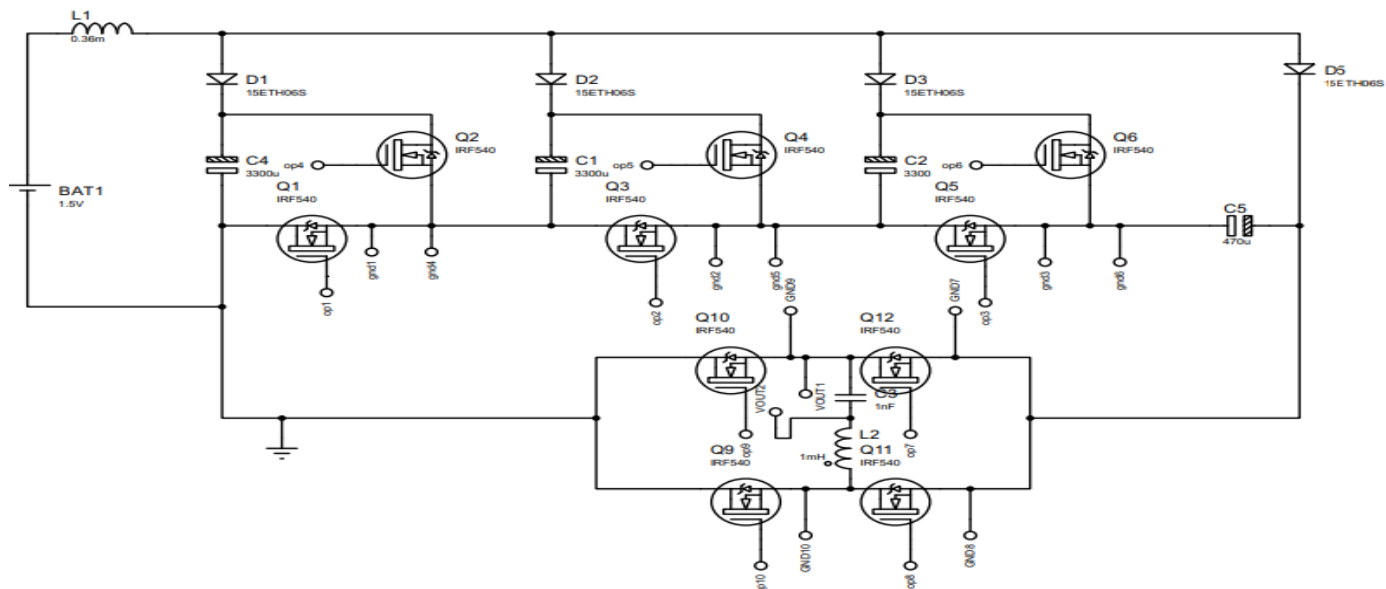 L1
0.36m
D1
15ETH06S
D2
15ETH06S
D3
15ETH06S
D5
15ETH06S
Q2
IRF540
op4
Q4
IRF540
op5
Q6
IRF540
op6
C4
3300u
C1
3300u
C2
3300
BAT1
1.5V
Q1
IRF540
Q3
IRF540
Q5
IRF540
C5
470u
gnd1
gnd4
gnd2
gnd5
gnd3
gnd6
op1
op2
op3
GND9
GND7
Q10
IRF540
Q12
IRF540
VOUT2
VOUT1
C3
1nF
op9
op7
L2
1mH
Q9
IRF540
Q11
IRF540
GND10
GND8
p10
op8